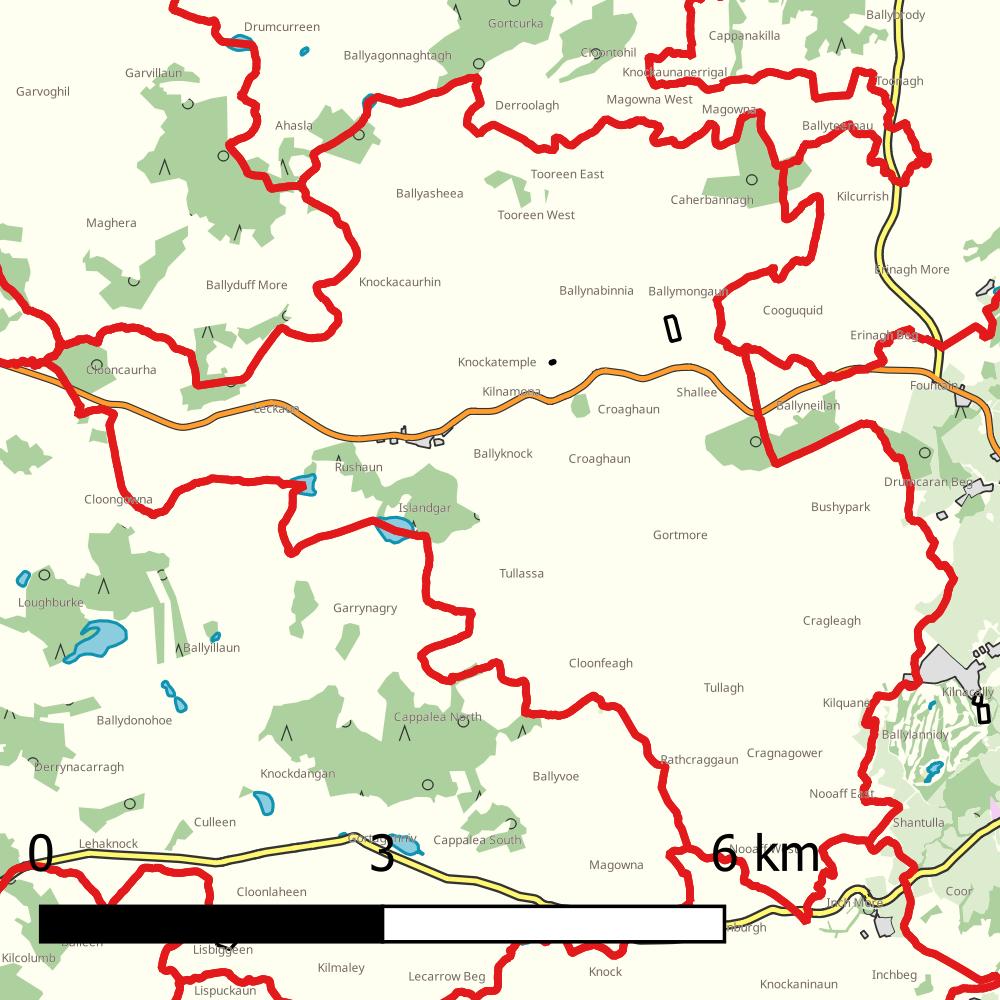 Ballybrody
Gortcurka
Drumcurreen
Cappanakilla
Cloontohil
Ballyagonnaghtagh
Garvillaun
Knockaunanerrigal
Toonagh
Garvoghil
Magowna West
Derroolagh
Magowna
Ahasla
Ballyteernau
Tooreen East
Ballyasheea
Kilcurrish
Caherbannagh
Tooreen West
Maghera
Erinagh More
Knockacaurhin
Ballyduff More
Ballynabinnia
Ballymongaun
Cooguquid
Erinagh Beg
Knockatemple
Clooncaurha
Fountain
Kilnamona
Shallee
Ballyneillan
Leckaun
Croaghaun
Ballyknock
Croaghaun
Rushaun
Drumcaran Beg
Cloongowna
Islandgar
Bushypark
Gortmore
Tullassa
Loughburke
Garrynagry
Cragleagh
Ballyillaun
Cloonfeagh
Tullagh
Kilnacally
Kilquane
Cappalea North
Ballydonohoe
Ballylannidy
Cragnagower
Rathcraggaun
Derrynacarragh
Knockdangan
Ballyvoe
Nooaff East
Culleen
Shantulla
Cappalea South
Lehaknock
Nooaff West
0 3 6 km
Magowna
Cloonlaheen
Coor
Inch More
Lisbiggeen
Kilcolumb
Kilmaley
Knock
Lecarrow Beg
Inchbeg
Knockaninaun
Lispuckaun